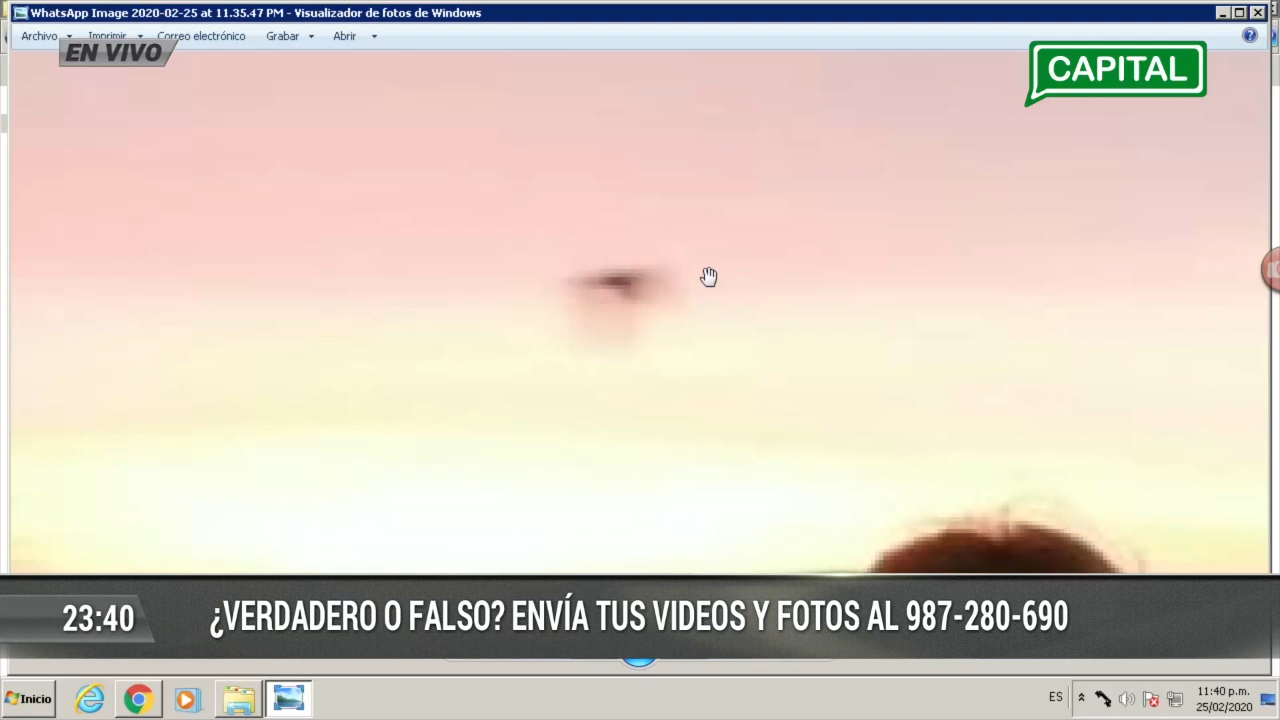 WhatsApp Image 2020-02-25 at 11.35.47 PM - Visualizador de fotos de Windows
Archivo Imprimir Correo electrónico Grabar Abrir
EN VIVO
CAPITAL
23:40 ¿VERDADERO O FALSO? ENVÍA TUS VIDEOS Y FOTOS AL 987-280-690
Inicio
ES
11:40 p.m.
25/02/2020